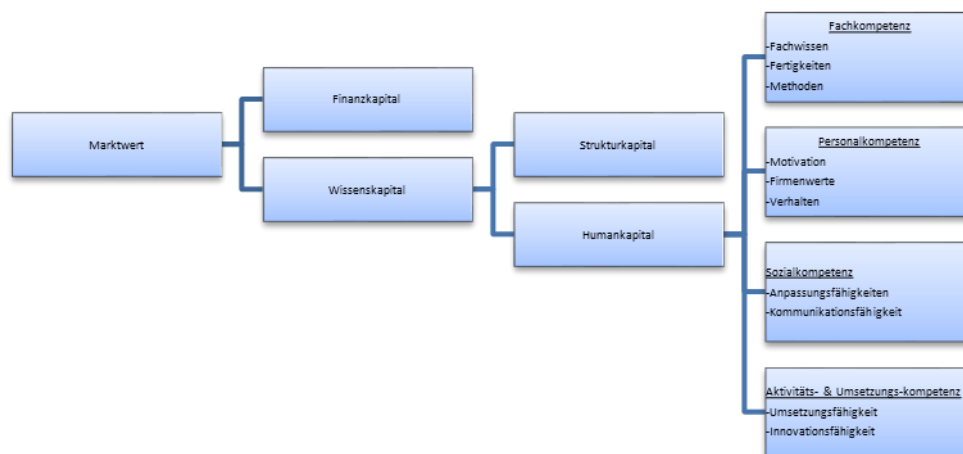 Marktwert
Finanzkapital
Wissenskapital
Strukturkapital
Humankapital
Fachkompetenz
-Fachwissen
-Fertigkeiten
-Methoden
Personalkompetenz
-Motivation
-Firmenwerte
-Verhalten
Sozialkompetenz
-Anpassungsfähigkeiten
-Kommunikationsfähigkeit
Aktivitäts- & Umsetzungs-kompetenz
-Umsetzungsfähigkeit
-Innovationsfähigkeit